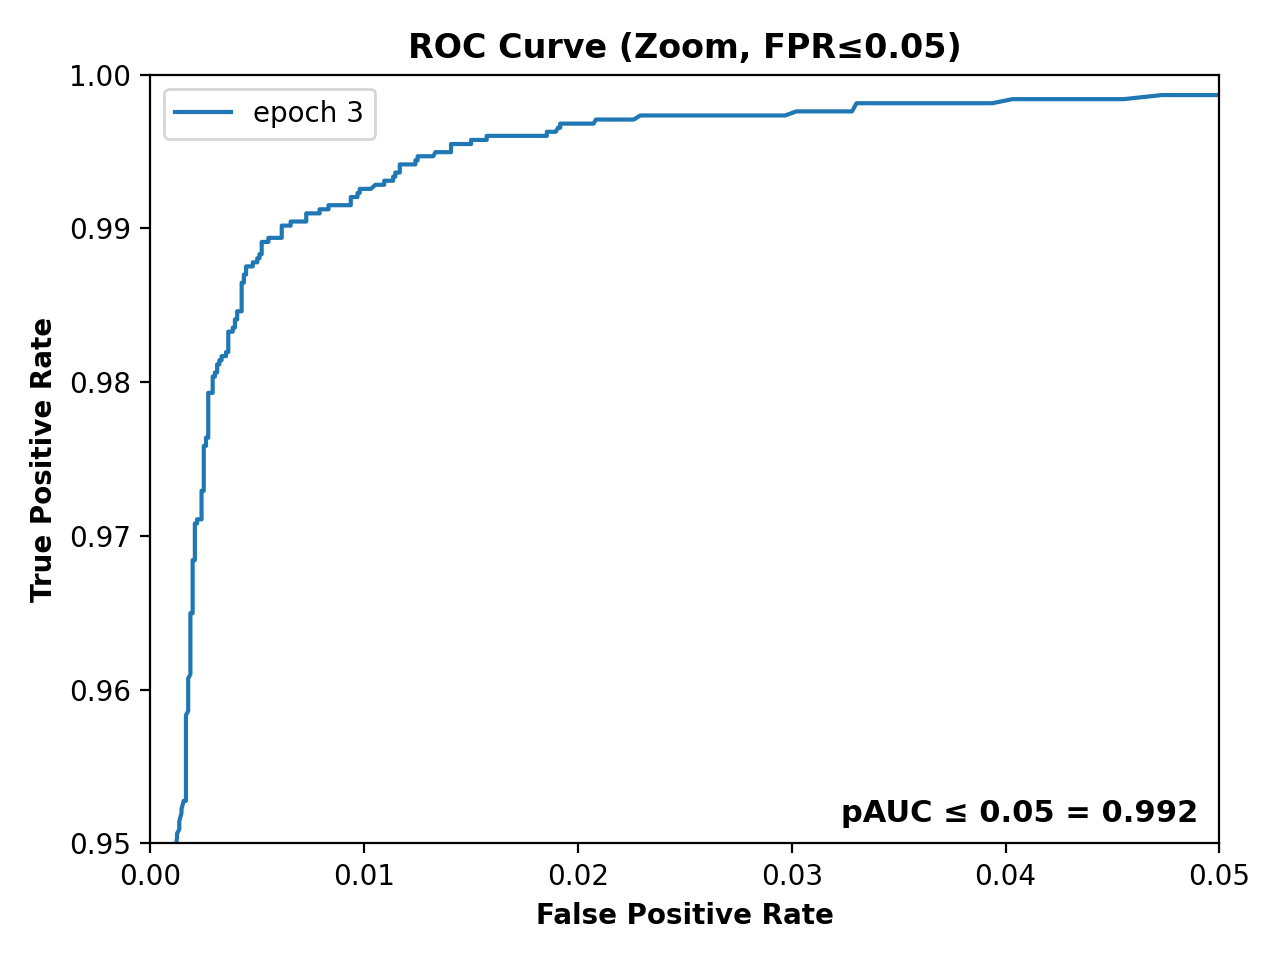 ROC Curve (Zoom, FPR≤0.05)
1.00
epoch 3
0.99
0.98
0.97
0.96
0.95
True Positive Rate
pAUC ≤ 0.05 = 0.992
0.00 0.01 0.02 0.03 0.04 0.05
False Positive Rate